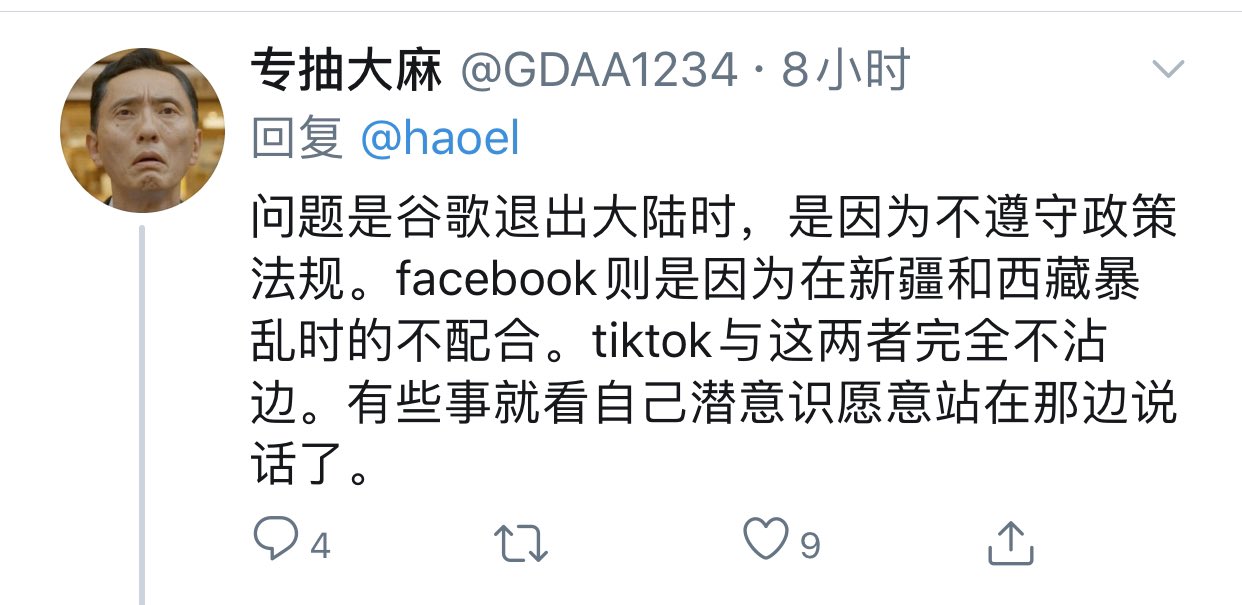 专抽大麻 @GDAA1234 · 8小时
回复 @haoel
问题是谷歌退出大陆时，是因为不遵守政策
法规。facebook则是因为在新疆和西藏暴
乱时的不配合。tiktok与这两者完全不沾
边。有些事就看自己潜意识愿意站在那边说
话了。
4 9